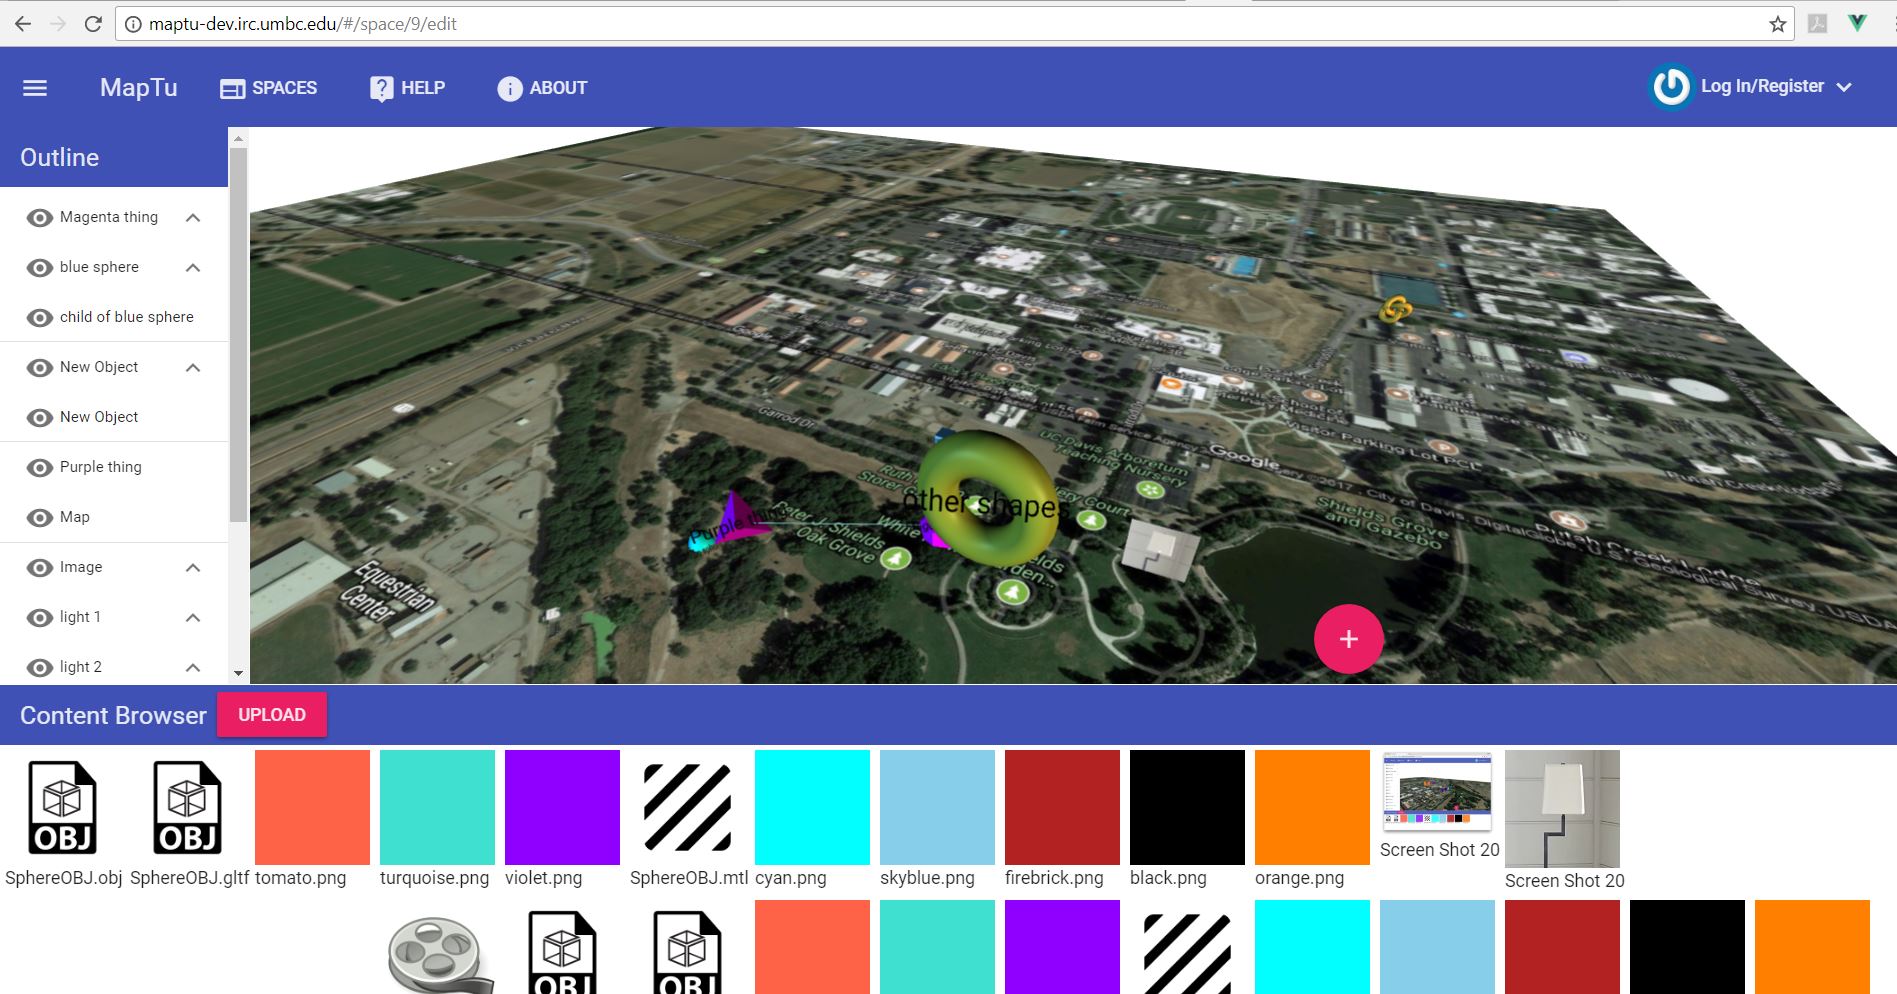 maptu-dev.irc.umbc.edu/#/space/9/edit
MapTu
SPACES
HELP
ABOUT
Log In/Register
Outline
Magenta thing
blue sphere
child of blue sphere
New Object
New Object
Purple thing
Map
Image
light 1
light 2
Garrod Dr
UC Davis Arboretum
Teaching Nursery
Google
Visitor Parking Lot
other shapes
Purple thing
Peter J. Shields
Oak Grove
Shields Grove
and Gazebo
Equestrian
Center
Putah Creek Lodge
Content Browser
UPLOAD
SphereOBJ.obj
SphereOBJ.gltf
tomato.png
turquoise.png
violet.png
SphereOBJ.mtl
cyan.png
skyblue.png
firebrick.png
black.png
orange.png
Screen Shot 20
Screen Shot 20
OBJ
OBJ
OBJ
OBJ